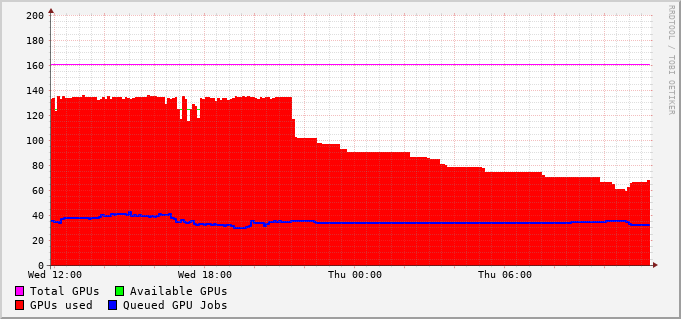 200
180
160
140
120
100
80
60
40
20
0
Wed 12:00 Wed 18:00 Thu 00:00 Thu 06:00
Total GPUs Available GPUs
GPUs used Queued GPU Jobs
RRDTOOL / TOBI OETIKER